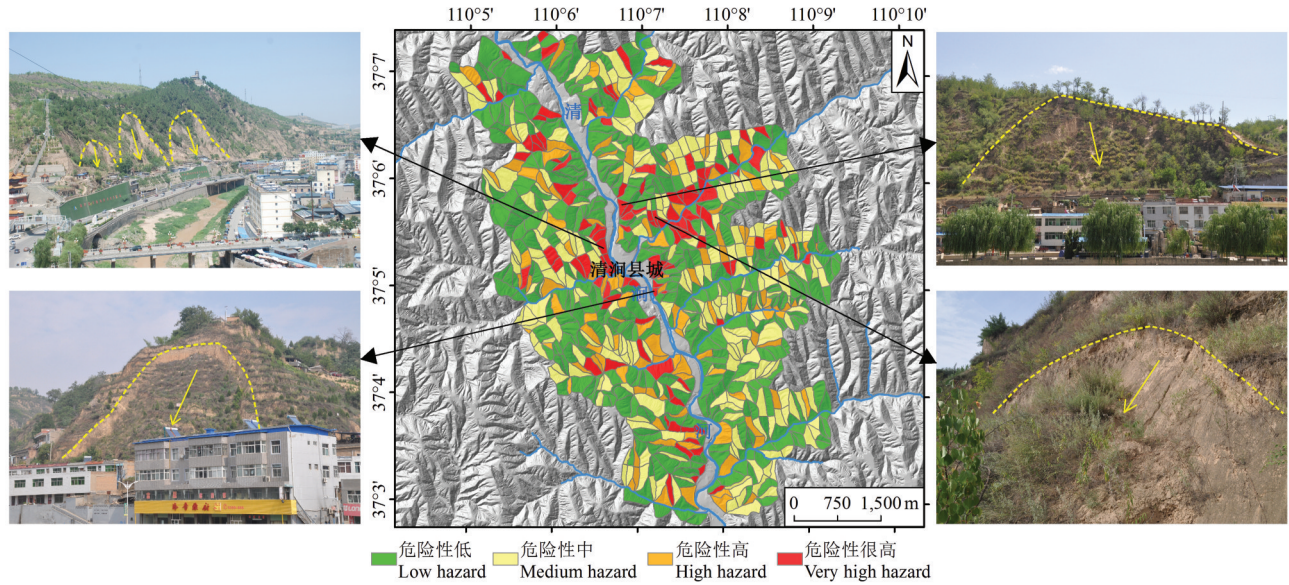 110°5′ 110°6′ 110°7′ 110°8′ 110°9′ 110°10′
37°7′
37°6′
37°5′
37°4′
37°3′
N
清
清涧县城
涧
河
0 750 1,500 m
危险性低 危险性中 危险性高 危险性很高
Low hazard Medium hazard High hazard Very high hazard